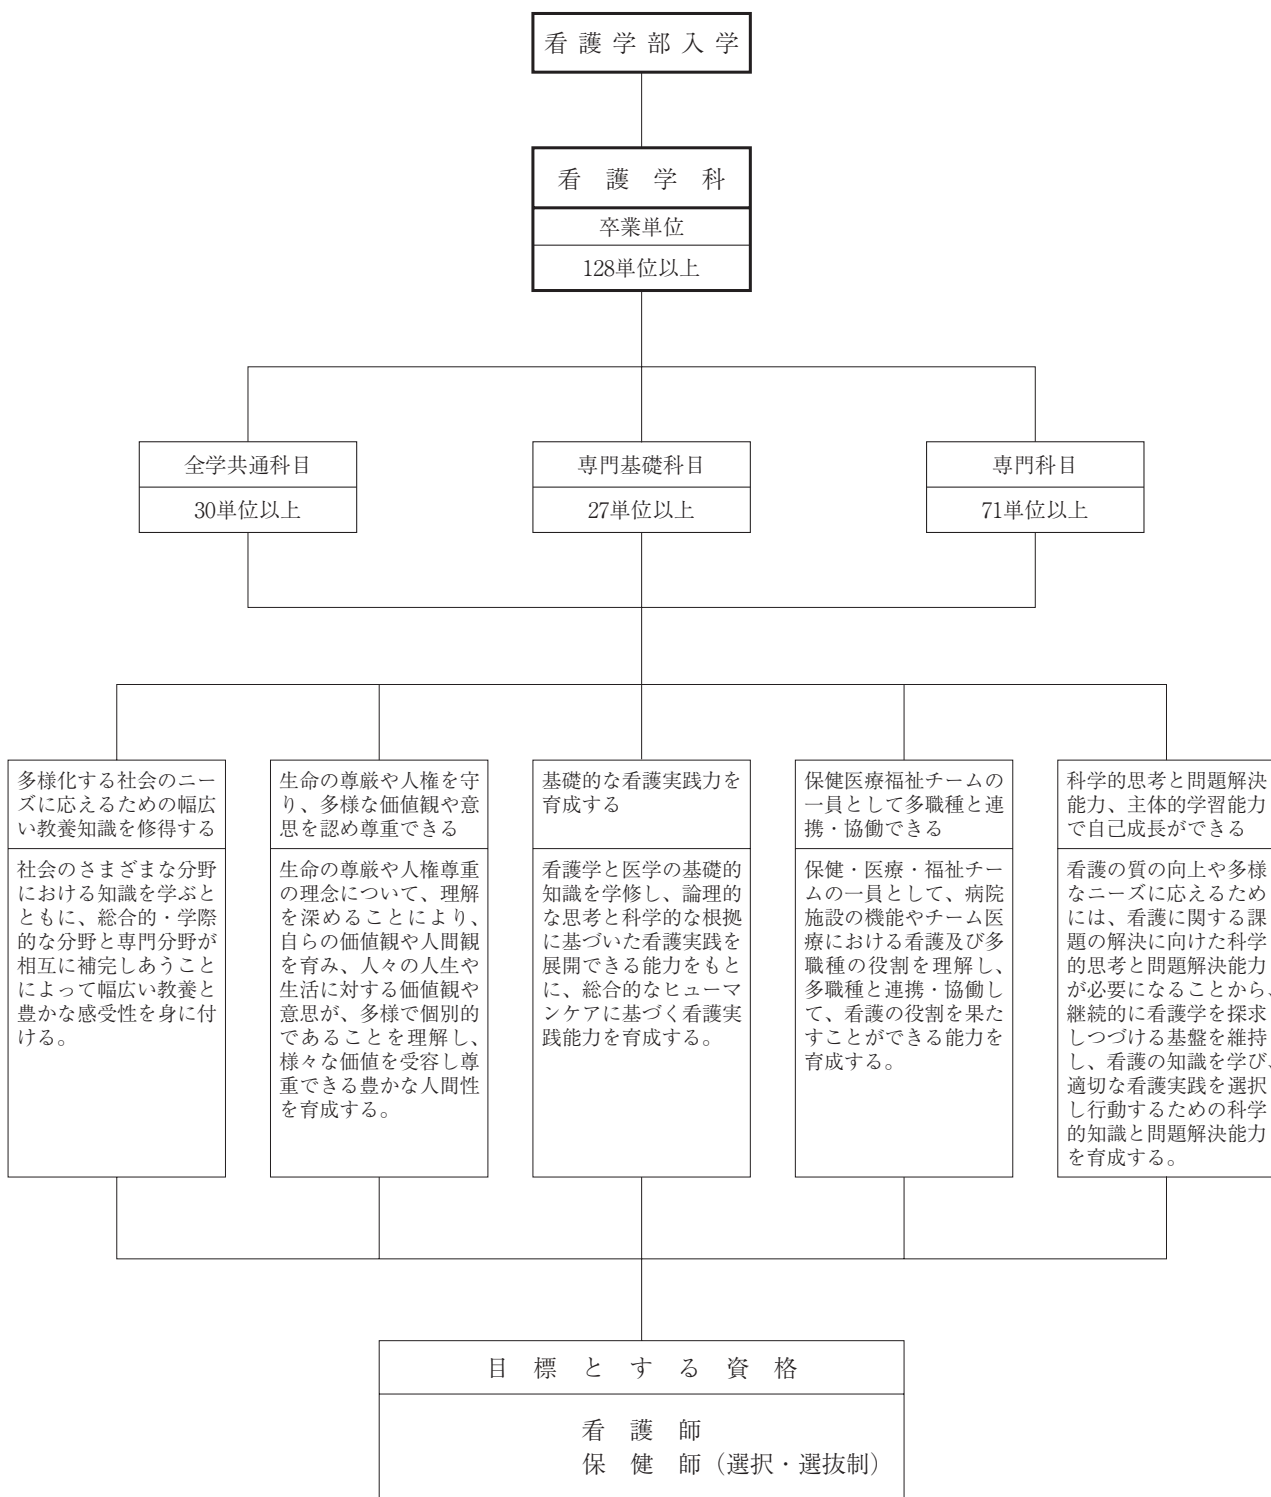 看護学部入学
看護学科
卒業単位
128単位以上
全学共通科目
30単位以上
専門基礎科目
27単位以上
専門科目
71単位以上
多様化する社会のニー
ズに応えるための幅広
い教養知識を修得する
社会のさまざまな分野
における知識を学ぶと
ともに、総合的・学際
的な分野と専門分野が
相互に補完しあうこと
によって幅広い教養と
豊かな感受性を身に付
ける。
生命の尊厳や人権を守
り、多様な価値観や意
思を認め尊重できる
生命の尊厳や人権尊重
の理念について、理解
を深めることにより、
自らの価値観や人間観
を育み、人々の人生や
生活に対する価値観や
意思が、多様で個別的
であることを理解し、
様々な価値を受容し尊
重できる豊かな人間性
を育成する。
基礎的な看護実践力を
育成する
看護学と医学の基礎的
知識を学修し、論理的
な思考と科学的な根拠
に基づいた看護実践を
展開できる能力をもと
に、総合的なヒューマ
ンケアに基づく看護実
践能力を育成する。
保健医療福祉チームの
一員として多職種と連
携・協働できる
保健・医療・福祉チー
ムの一員として、病院
施設の機能やチーム医
療における看護及び多
職種の役割を理解し、
多職種と連携・協働し
て、看護の役割を果た
すことができる能力を
育成する。
科学的思考と問題解決
能力、主体的学習能力
で自己成長ができる
看護の質の向上や多様
なニーズに応えるため
には、看護に関する課
題の解決に向けた科学
的思考と問題解決能力
が必要になることから、
継続的に看護学を探求
しつづける基盤を維持
し、看護の知識を学び、
適切な看護実践を選択
し行動するための科学
的知識と問題解決能力
を育成する。
目標とする資格
看護師
保健師（選択・選抜制）